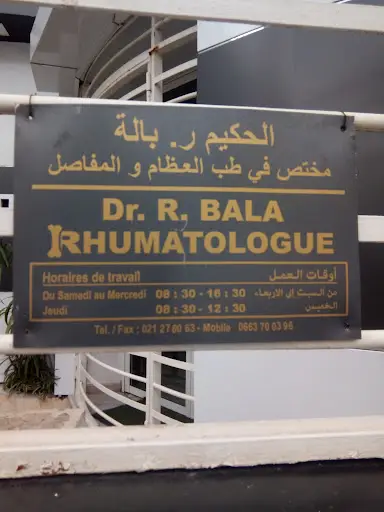 الحكيم ر. بالة
مختص في طب العظام و المفاصل
Dr. R. BALA
RHUMATOLOGUE
Horaires de travail أوقات العمل
Du Samedi au Mercredi 08 : 30 - 16 : 30 من السبت إلى الاربعاء
Jeudi 08 : 30 - 12 : 30 الخميس
Tel. / Fax : 021 27 60 63 - Mobile 0663 70 03 96